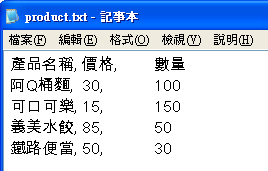 product.txt - 記事本
檔案(F) 編輯(E) 格式(O) 檢視(V) 說明(H)
產品名稱, 價格, 數量
阿Q桶麵, 30, 100
可口可樂, 15, 150
義美水餃, 85, 50
鐵路便當, 50, 30